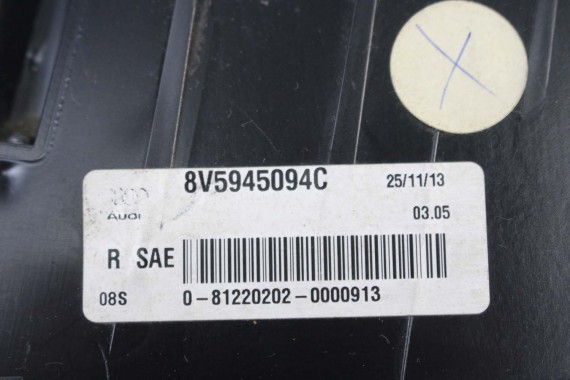 X
8V5945094C 25/11/13
AUDI 03.05
R SAE
08S 0-81220202-0000913